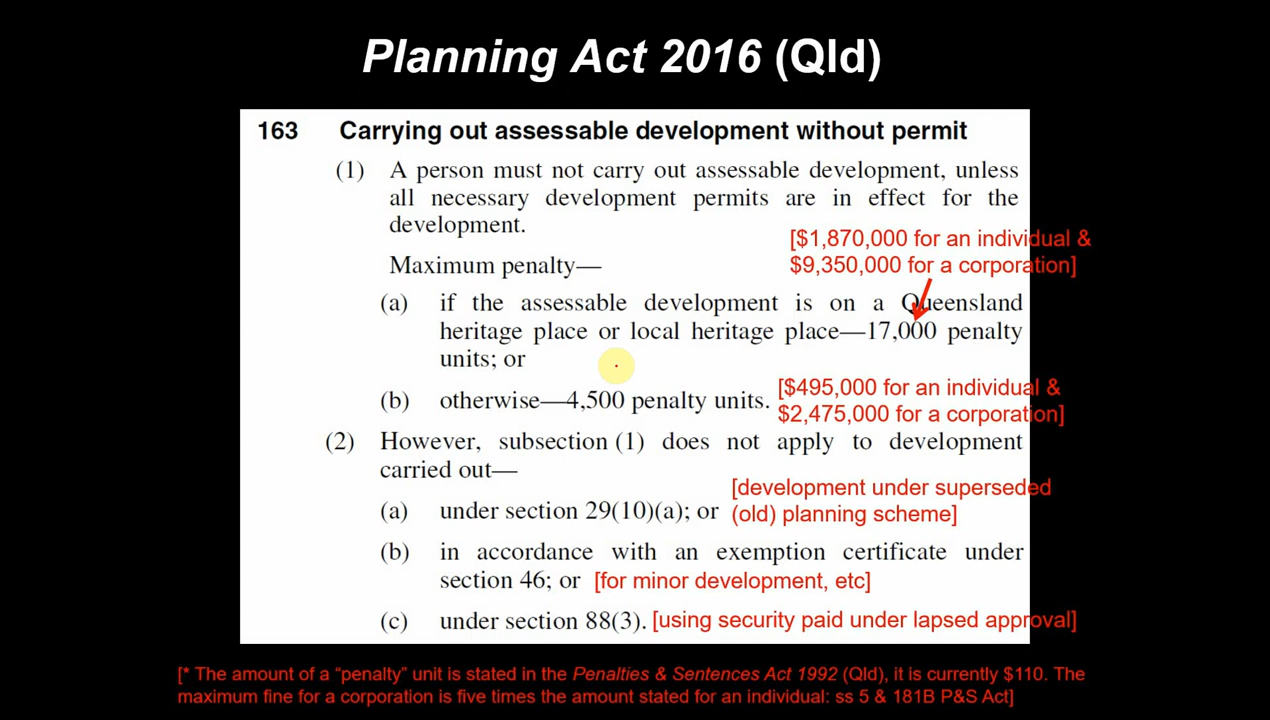 Planning Act 2016 (Qld)
163 Carrying out assessable development without permit
(1) A person must not carry out assessable development, unless
all necessary development permits are in effect for the
development.
[$1,870,000 for an individual &
$9,350,000 for a corporation]
Maximum penalty—
(a) if the assessable development is on a Queensland
heritage place or local heritage place—17,000 penalty
units; or
(b) otherwise—4,500 penalty units.
[$495,000 for an individual &
$2,475,000 for a corporation]
(2) However, subsection (1) does not apply to development
carried out—
(a) under section 29(10)(a); or
[development under superseded
(old) planning scheme]
(b) in accordance with an exemption certificate under
section 46; or [for minor development, etc]
(c) under section 88(3). [using security paid under lapsed approval]
[* The amount of a “penalty” unit is stated in the Penalties & Sentences Act 1992 (Qld), it is currently $110. The
maximum fine for a corporation is five times the amount stated for an individual: ss 5 & 181B P&S Act]